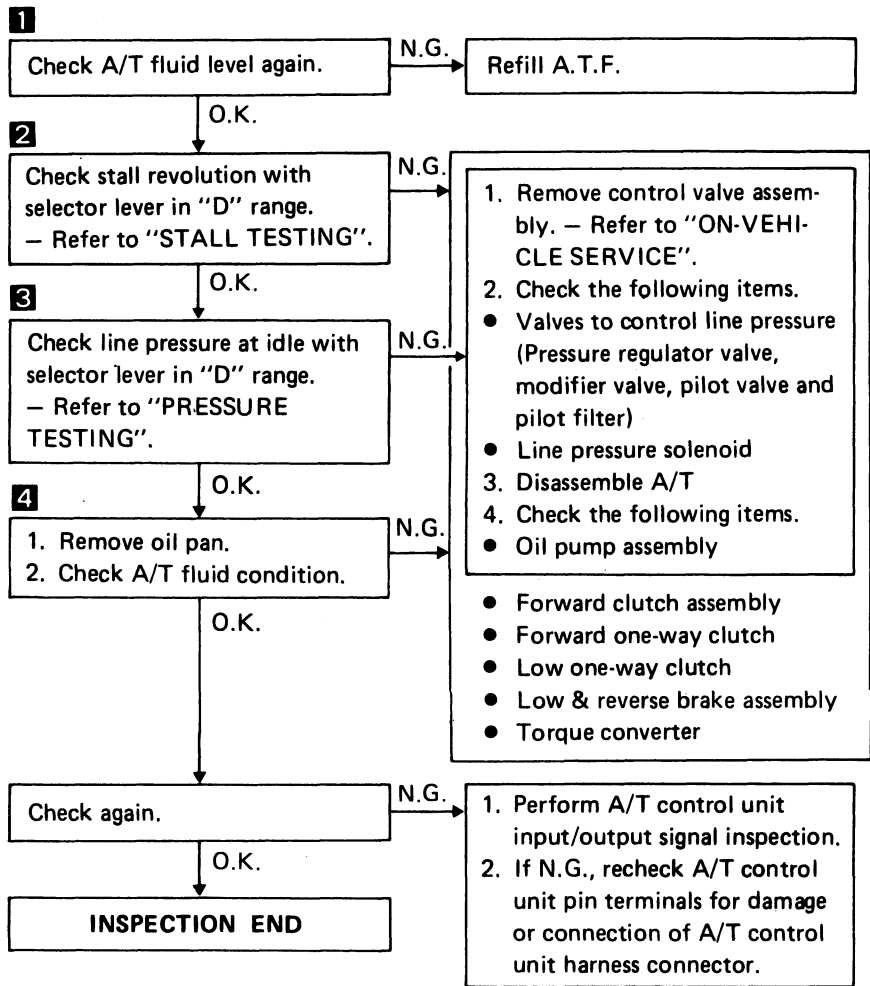 1
Check A/T fluid level again.
N.G.
Refill A.T.F.
O.K.
2
Check stall revolution with
selector lever in "D" range.
– Refer to "STALL TESTING".
N.G.
O.K.
3
Check line pressure at idle with
selector lever in "D" range.
– Refer to "PRESSURE
TESTING".
N.G.
O.K.
4
1. Remove oil pan.
2. Check A/T fluid condition.
N.G.
O.K.
1. Remove control valve assem-
bly. – Refer to "ON-VEHI-
CLE SERVICE".
2. Check the following items.
● Valves to control line pressure
(Pressure regulator valve,
modifier valve, pilot valve and
pilot filter)
● Line pressure solenoid
3. Disassemble A/T
4. Check the following items.
● Oil pump assembly
● Forward clutch assembly
● Forward one-way clutch
● Low one-way clutch
● Low & reverse brake assembly
● Torque converter
Check again.
N.G.
O.K.
INSPECTION END
1. Perform A/T control unit
input/output signal inspection.
2. If N.G., recheck A/T control
unit pin terminals for damage
or connection of A/T control
unit harness connector.